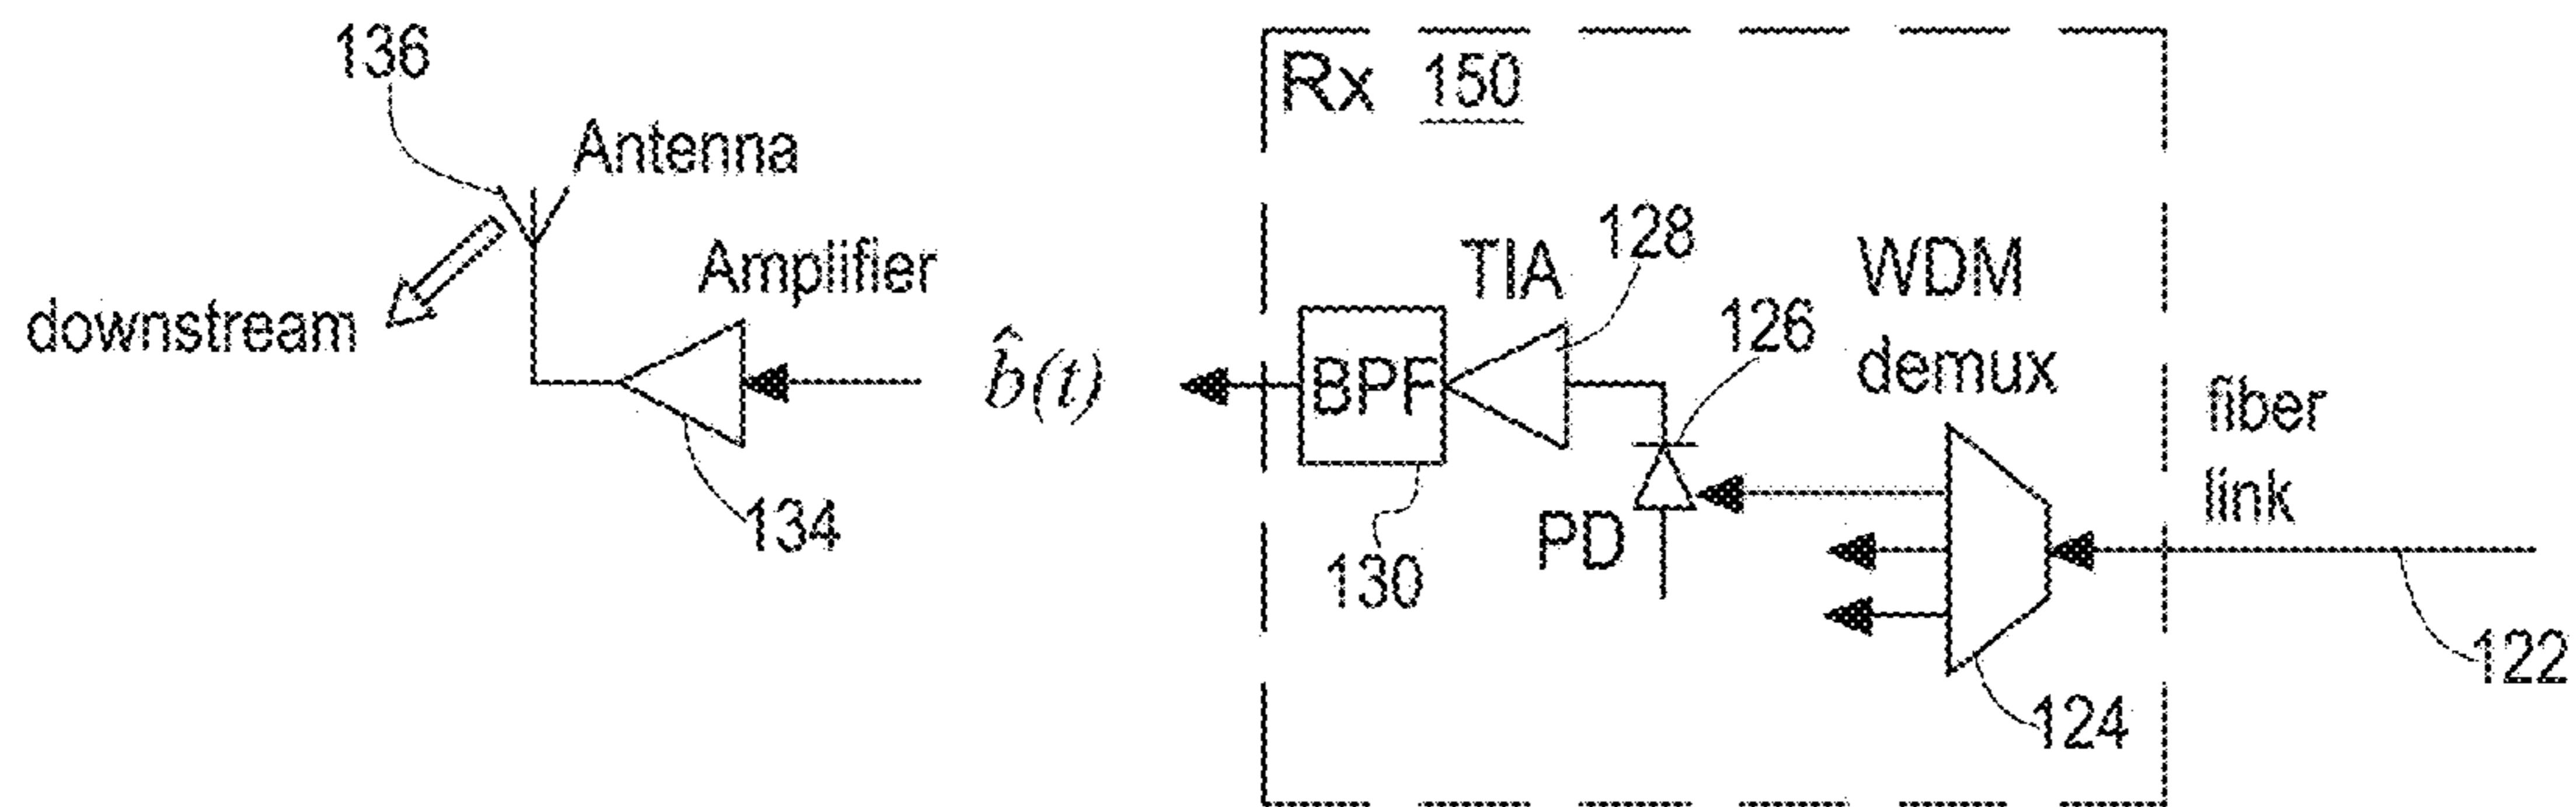 136
Antenna
downstream
Amplifier
134
b̂(t)
Rx 150
TIA
128
BPF
130
126
PD
WDM
demux
124
fiber
link
122